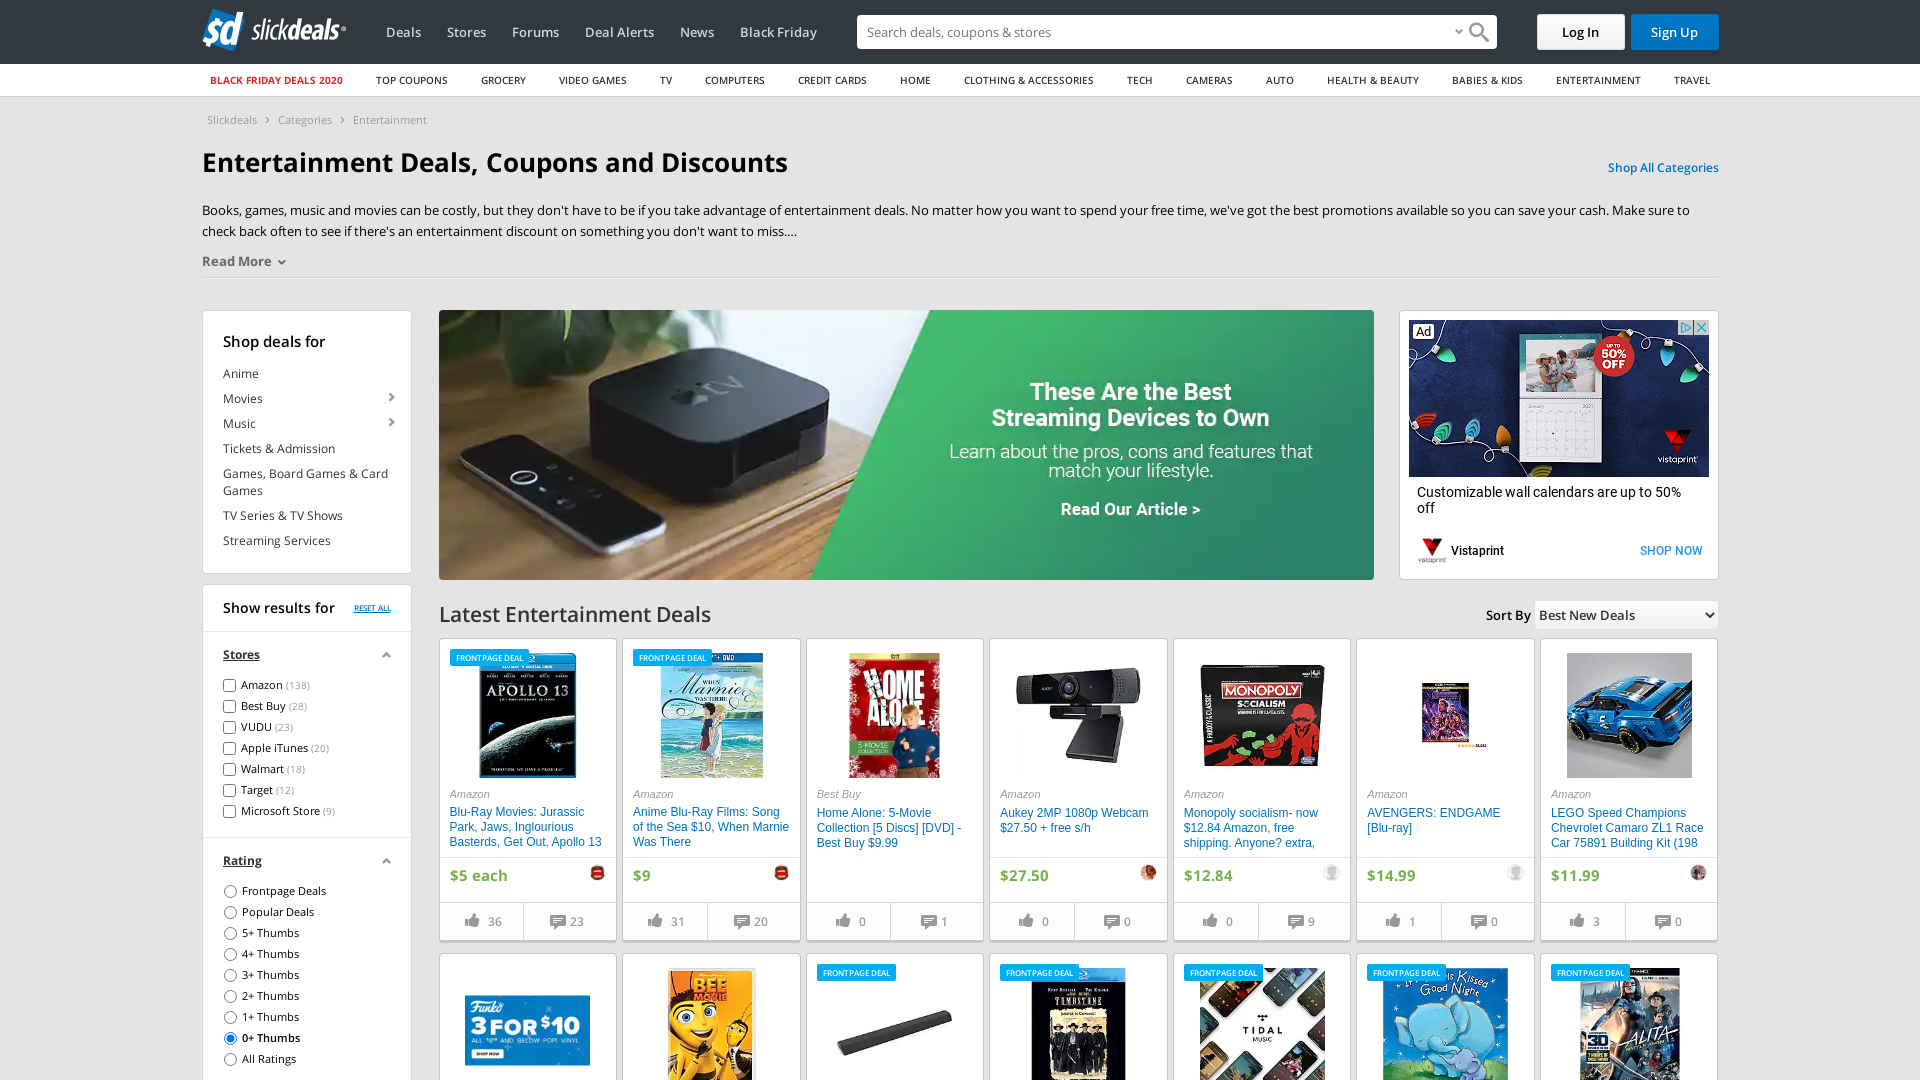 sd slickdeals
Deals
Stores
Forums
Deal Alerts
News
Black Friday
Search deals, coupons & stores
Log In
Sign Up
BLACK FRIDAY DEALS 2020
TOP COUPONS
GROCERY
VIDEO GAMES
TV
COMPUTERS
CREDIT CARDS
HOME
CLOTHING & ACCESSORIES
TECH
CAMERAS
AUTO
HEALTH & BEAUTY
BABIES & KIDS
ENTERTAINMENT
TRAVEL
Slickdeals
Categories
Entertainment
Entertainment Deals, Coupons and Discounts
Shop All Categories
Books, games, music and movies can be costly, but they don't have to be if you take advantage of entertainment deals. No matter how you want to spend your free time, we've got the best promotions available so you can save your cash. Make sure to
check back often to see if there's an entertainment discount on something you don't want to miss....
Read More
Shop deals for
Anime
Movies
Music
Tickets & Admission
Games, Board Games & Card
Games
TV Series & TV Shows
Streaming Services
tv
These Are the Best
Streaming Devices to Own
Learn about the pros, cons and features that
match your lifestyle.
Read Our Article >
Ad
UP TO
50%
OFF
January
2021
vistaprint
Customizable wall calendars are up to 50%
off
vistaprint
Vistaprint
SHOP NOW
Show results for
RESET ALL
Stores
Amazon (138)
Best Buy (28)
VUDU (23)
Apple iTunes (20)
Walmart (18)
Target (12)
Microsoft Store (9)
Rating
Frontpage Deals
Popular Deals
5+ Thumbs
4+ Thumbs
3+ Thumbs
2+ Thumbs
1+ Thumbs
0+ Thumbs
All Ratings
Latest Entertainment Deals
Sort By
Best New Deals
FRONTPAGE DEAL
APOLLO 13
Amazon
Blu-Ray Movies: Jurassic
Park, Jaws, Inglourious
Basterds, Get Out, Apollo 13
$5 each
36
23
FRONTPAGE DEAL
WHEN
Marnie
WAS THERE
Amazon
Anime Blu-Ray Films: Song
of the Sea $10, When Marnie
Was There
$9
31
20
HOME
ALONE
5-MOVIE
COLLECTION
Best Buy
Home Alone: 5-Movie
Collection [5 Discs] [DVD] -
Best Buy $9.99
0
1
AUKEY
Amazon
Aukey 2MP 1080p Webcam
$27.50 + free s/h
$27.50
0
0
MONOPOLY
SOCIALISM
Amazon
Monopoly socialism- now
$12.84 Amazon, free
shipping. Anyone? extra,
$12.84
0
9
Amazon
AVENGERS: ENDGAME
[Blu-ray]
$14.99
1
0
5
Amazon
LEGO Speed Champions
Chevrolet Camaro ZL1 Race
Car 75891 Building Kit (198
$11.99
3
0
Funko
3 FOR $10
ALL $8.99 AND BELOW POP! VINYL
SHOP NOW
BEE
MOVIE
FRONTPAGE DEAL
FRONTPAGE DEAL
TOMBSTONE
FRONTPAGE DEAL
TIDAL
MUSIC
FRONTPAGE DEAL
Kissed
Good Night
FRONTPAGE DEAL
3D
ALITA